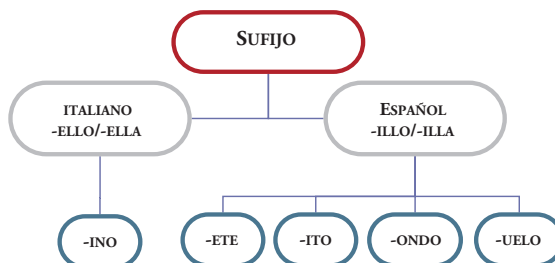 SUFIJO
ITALIANO
-ELLO/-ELLA
ESPAÑOL
-ILLO/-ILLA
-INO
-ETE
-ITO
-ONDO
-UELO